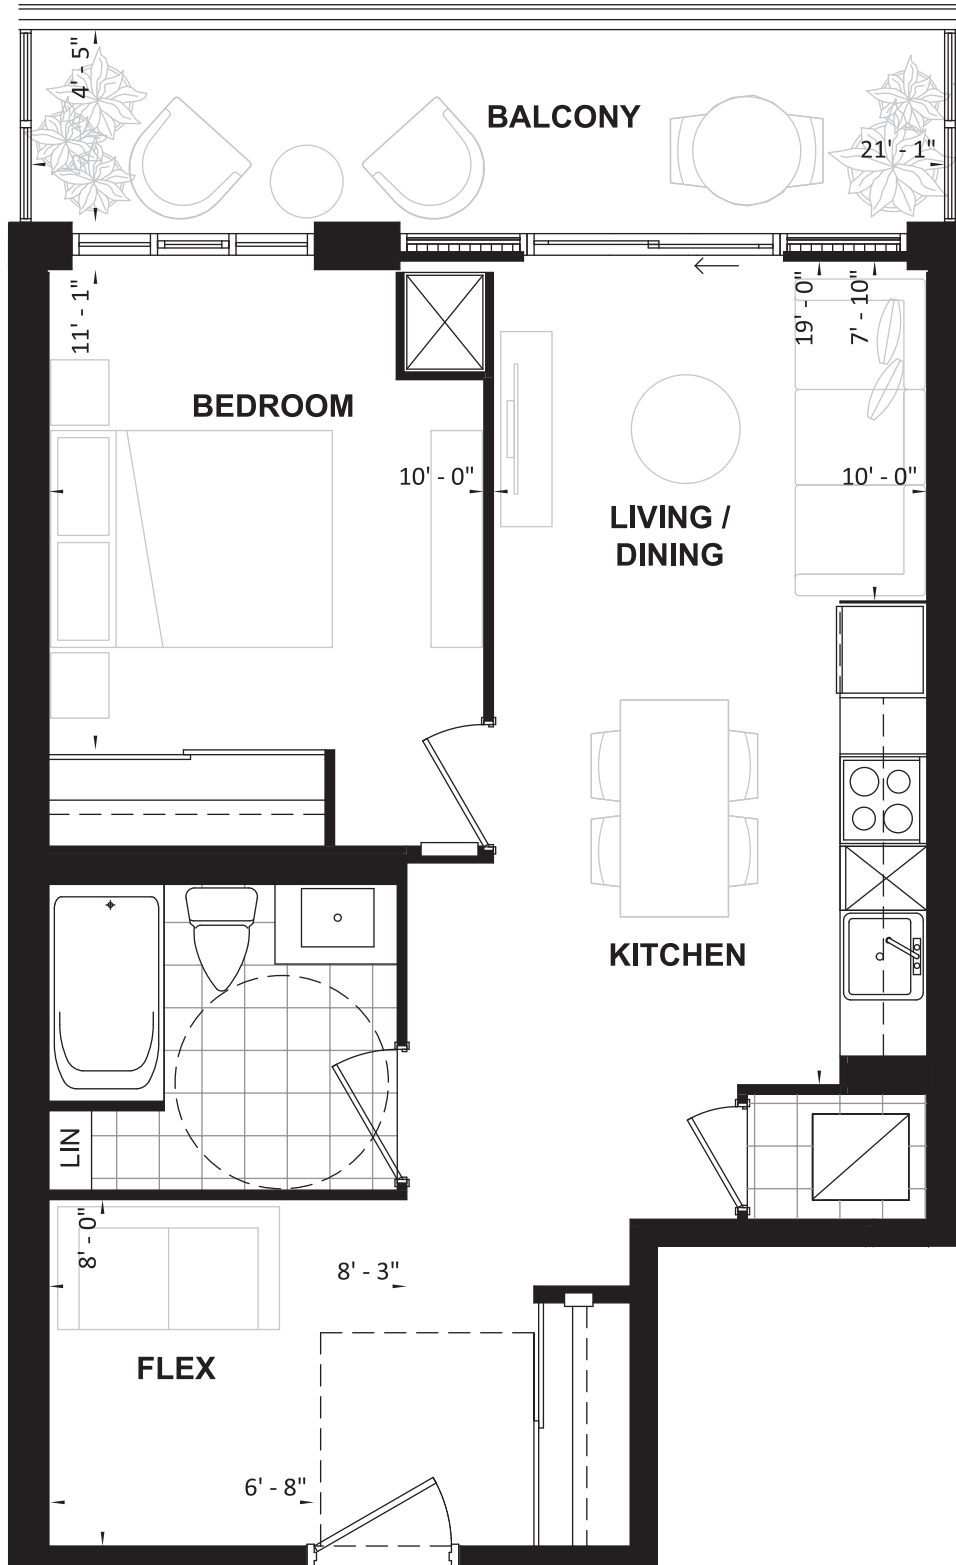 4' - 5"
BALCONY
21' - 1"
11' - 1"
19' - 0"
7' - 10"
BEDROOM
10' - 0"
10' - 0"
LIVING /
DINING
KITCHEN
LIN
8' - 0"
8' - 3"
FLEX
6' - 8"